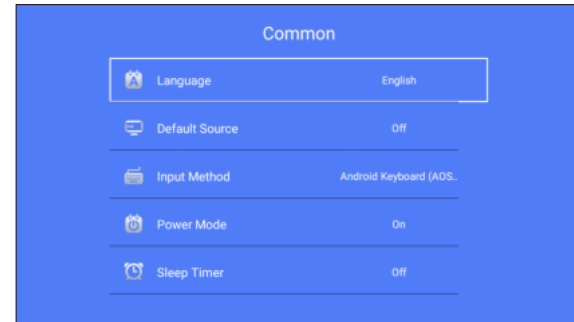 Common
Language English
Default Source Off
Input Method Android Keyboard (AOS..
Power Mode On
Sleep Timer Off